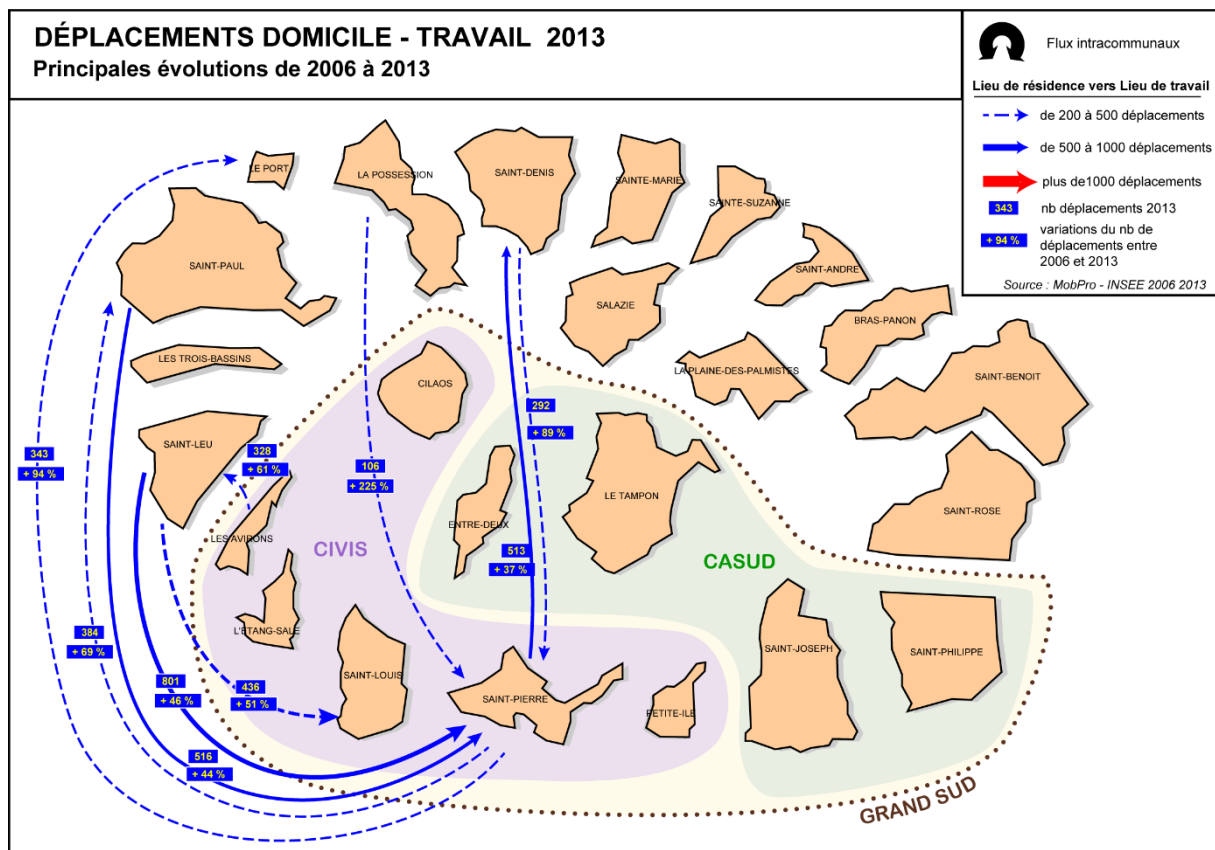 DÉPLACEMENTS DOMICILE - TRAVAIL 2013
Principales évolutions de 2006 à 2013
Flux intracommunaux
Lieu de résidence vers Lieu de travail
de 200 à 500 déplacements
de 500 à 1000 déplacements
plus de1000 déplacements
343 nb déplacements 2013
+ 94 % variations du nb de
déplacements entre
2006 et 2013
Source : MobPro - INSEE 2006 2013
LE PORT
LA POSSESSION
SAINT-DENIS
SAINTE-MARIE
SAINTE-SUZANNE
SAINT-PAUL
SAINT-ANDRE
SALAZIE
BRAS-PANON
LES TROIS-BASSINS
CILAOS
LA PLAINE-DES-PALMISTES
SAINT-BENOIT
SAINT-LEU
292
+ 89 %
343
+ 94 %
328
+ 61 %
106
+ 225 %
LE TAMPON
SAINT-ROSE
ENTRE-DEUX
LES AVIRONS
CIVIS
513
+ 37 %
CASUD
L'ETANG-SALE
384
+ 69 %
SAINT-LOUIS
SAINT-JOSEPH
SAINT-PHILIPPE
801
+ 46 %
436
+ 51 %
SAINT-PIERRE
PETITE-ILE
516
+ 44 %
GRAND SUD